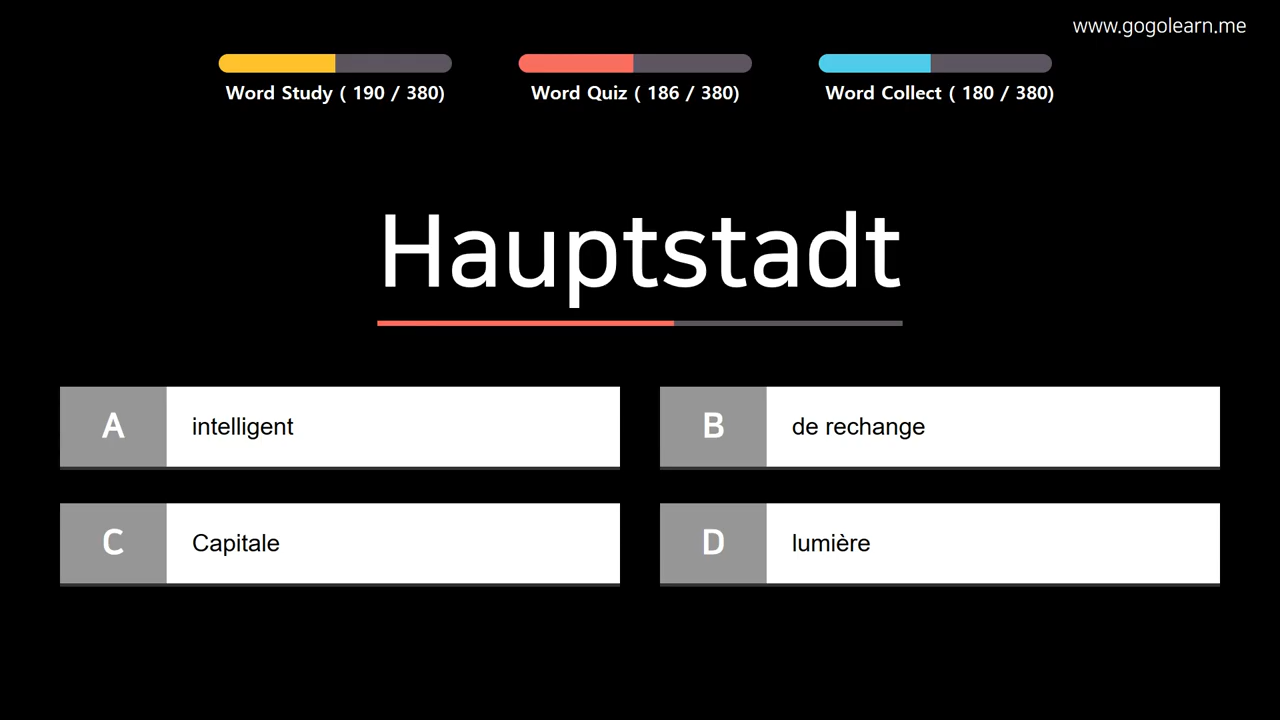 www.gogolearn.me
Word Study ( 190 / 380)
Word Quiz ( 186 / 380)
Word Collect ( 180 / 380)
Hauptstadt
A intelligent
B de rechange
C Capitale
D lumière